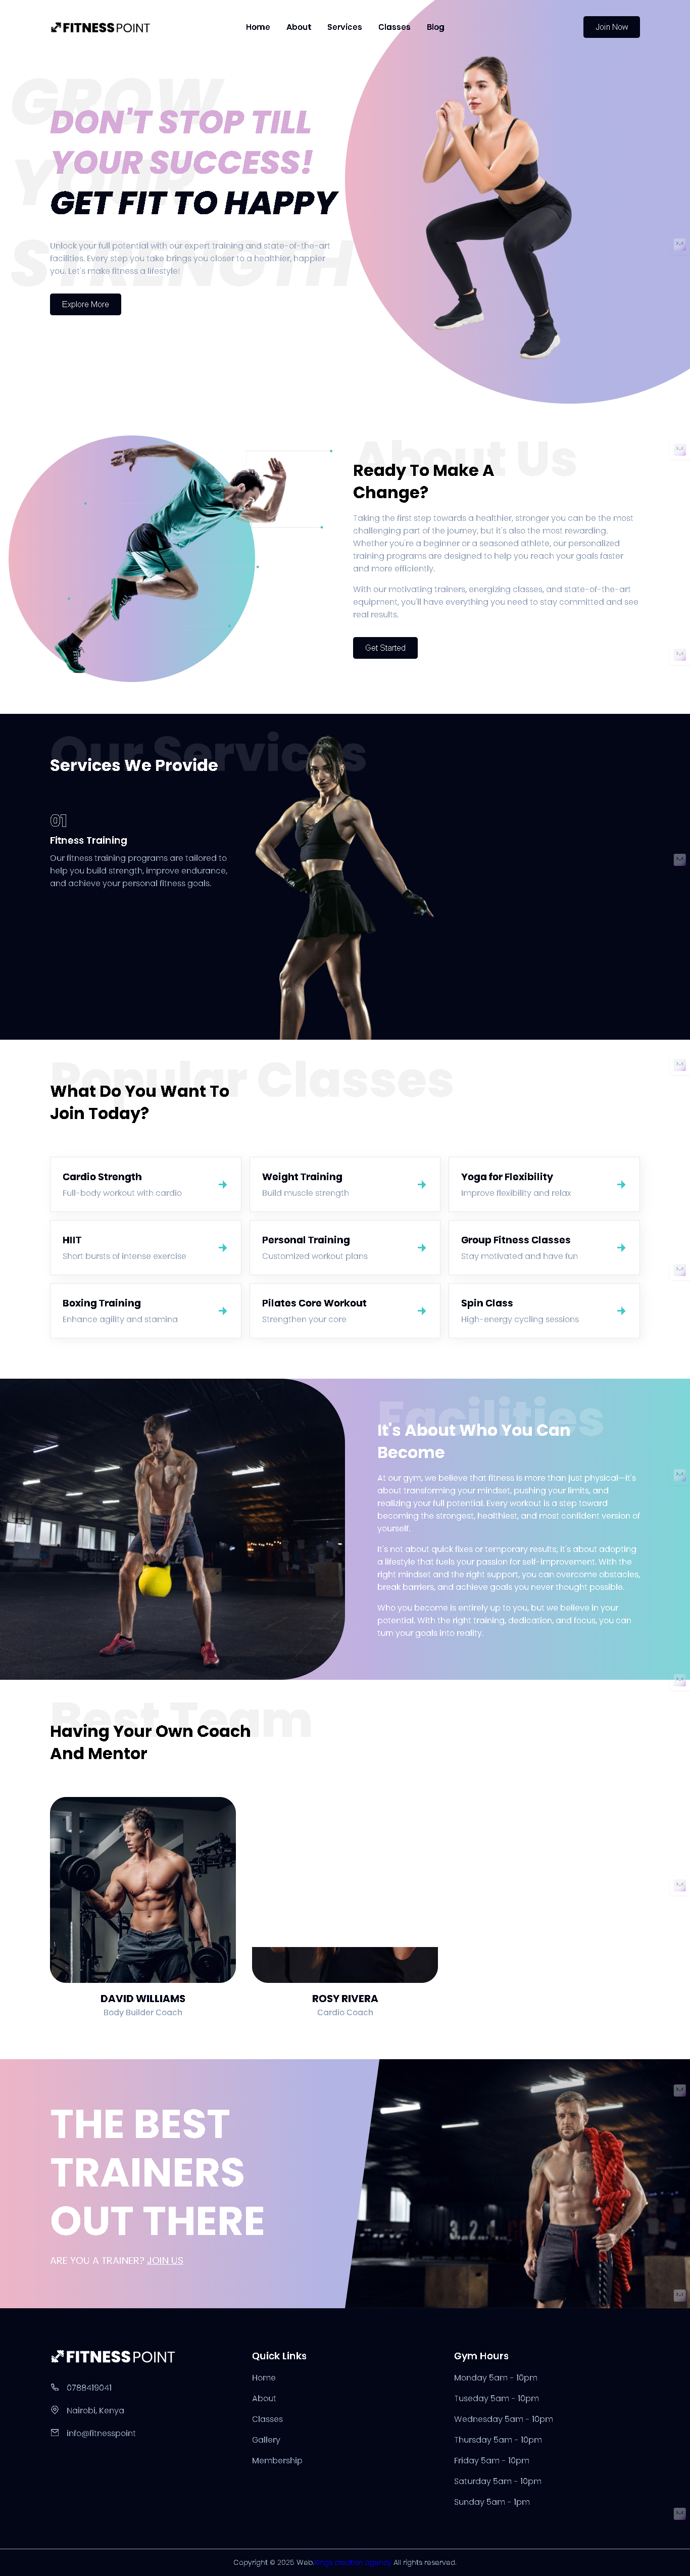 FITNESSPOINT
Home
About
Services
Classes
Blog
Join Now
GROW
YOUR
STRENGTH
DON'T STOP TILL
YOUR SUCCESS!
GET FIT TO HAPPY
Unlock your full potential with our expert training and state-of-the-art
facilities. Every step you take brings you closer to a healthier, happier
you. Let's make fitness a lifestyle!
Explore More
About Us
Ready To Make A
Change?
Taking the first step towards a healthier, stronger you can be the most
challenging part of the journey, but it's also the most rewarding.
Whether you're a beginner or a seasoned athlete, our personalized
training programs are designed to help you reach your goals faster
and more efficiently.
With our motivating trainers, energizing classes, and state-of-the-art
equipment, you'll have everything you need to stay committed and see
real results.
Get Started
Our Services
Services We Provide
01
Fitness Training
Our fitness training programs are tailored to
help you build strength, improve endurance,
and achieve your personal fitness goals.
Popular Classes
What Do You Want To
Join Today?
Cardio Strength
Full-body workout with cardio
Weight Training
Build muscle strength
Yoga for Flexibility
Improve flexibility and relax
HIIT
Short bursts of intense exercise
Personal Training
Customized workout plans
Group Fitness Classes
Stay motivated and have fun
Boxing Training
Enhance agility and stamina
Pilates Core Workout
Strengthen your core
Spin Class
High-energy cycling sessions
Facilities
It's About Who You Can
Become
At our gym, we believe that fitness is more than just physical—it's
about transforming your mindset, pushing your limits, and
realizing your full potential. Every workout is a step toward
becoming the strongest, healthiest, and most confident version of
yourself.
It's not about quick fixes or temporary results; it's about adopting
a lifestyle that fuels your passion for self-improvement. With the
right mindset and the right support, you can overcome obstacles,
break barriers, and achieve goals you never thought possible.
Who you become is entirely up to you, but we believe in your
potential. With the right training, dedication, and focus, you can
turn your goals into reality.
Best Team
Having Your Own Coach
And Mentor
DAVID WILLIAMS
Body Builder Coach
ROSY RIVERA
Cardio Coach
THE BEST
TRAINERS
OUT THERE
ARE YOU A TRAINER? JOIN US
FITNESSPOINT
0788419041
Nairobi, Kenya
info@fitnesspoint
Quick Links
Home
About
Classes
Gallery
Membership
Gym Hours
Monday 5am - 10pm
Tuseday 5am - 10pm
Wednesday 5am - 10pm
Thursday 5am - 10pm
Friday 5am - 10pm
Saturday 5am - 10pm
Sunday 5am - 1pm
Copyright © 2025 Web. All rights reserved.